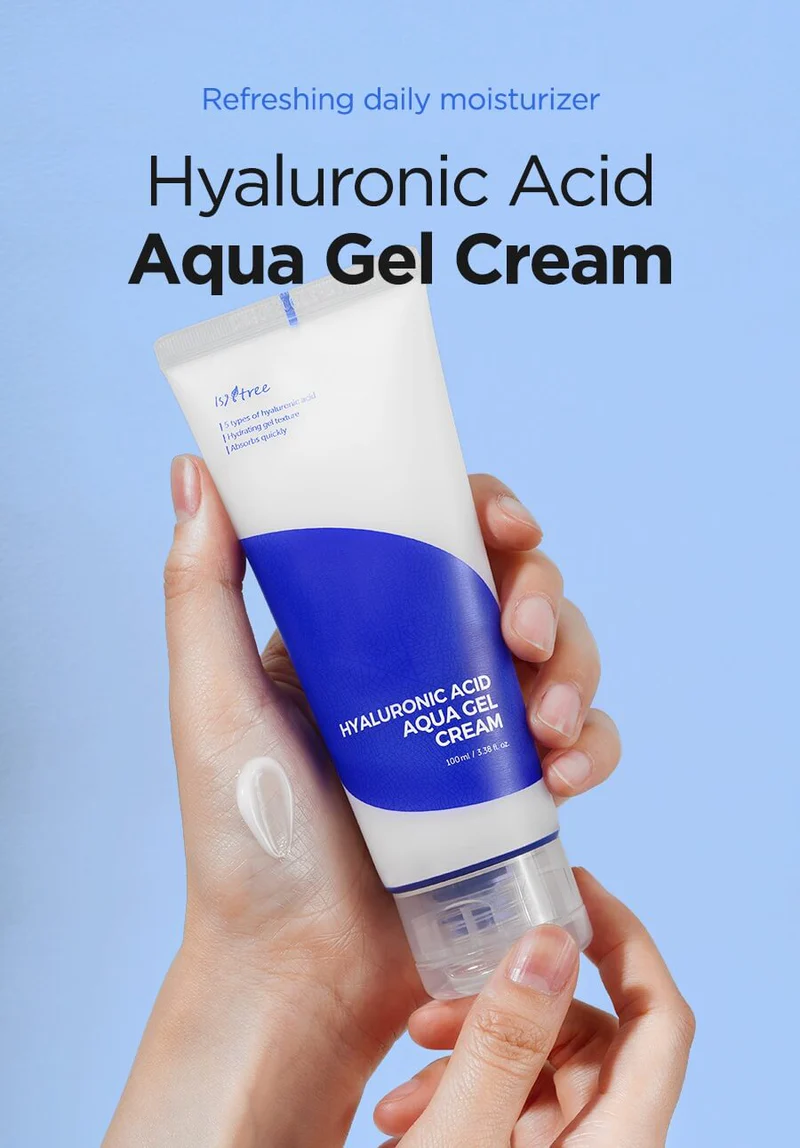 Refreshing daily moisturizer
Hyaluronic Acid
Aqua Gel Cream
Isntree
5 types of hyaluronic acid
Hydrating gel texture
Absorbs quickly
HYALURONIC ACID
AQUA GEL
CREAM
100 ml / 3.38 fl. oz.